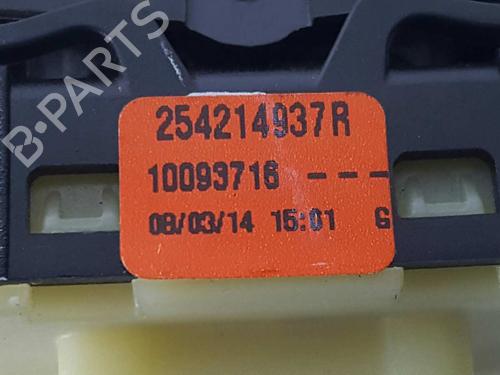 B-PARTS
254214937R
10093716 ---
08/03/14 15:01 G